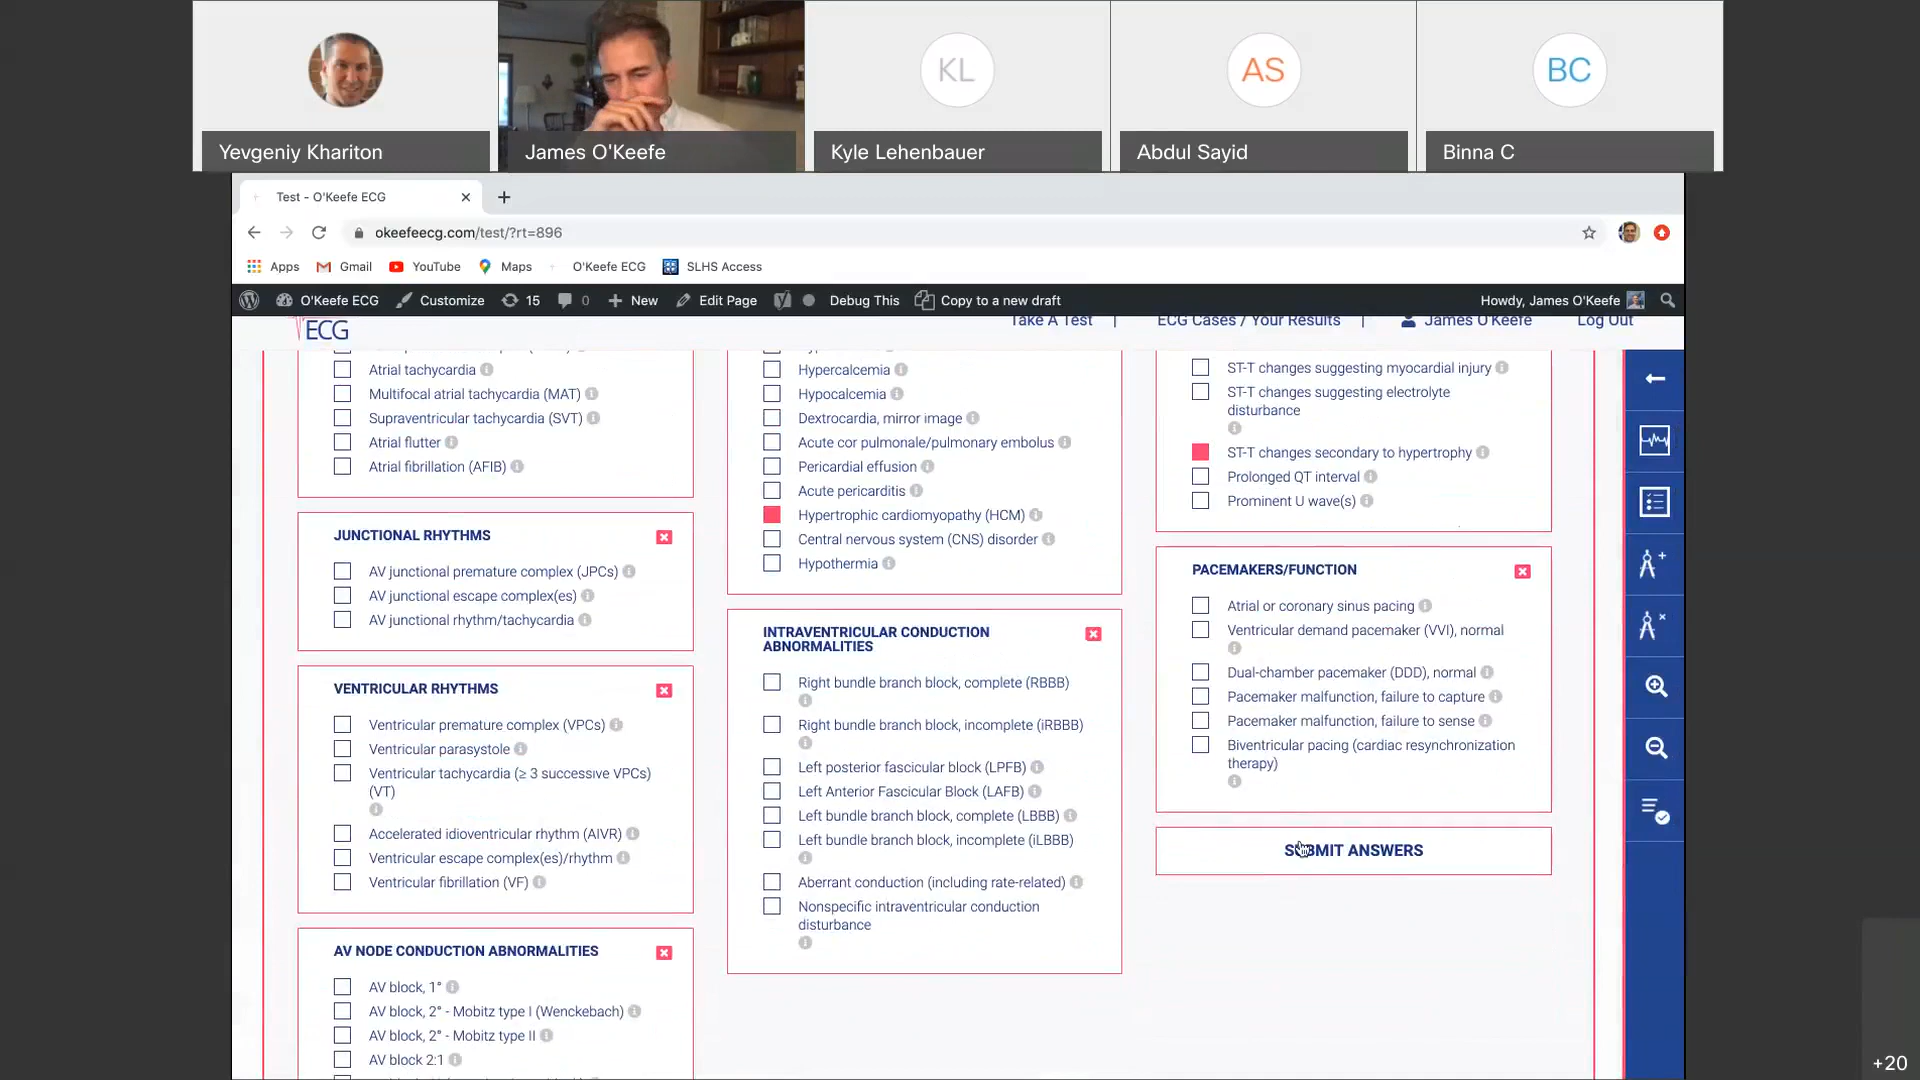 KL
AS
BC
Yevgeniy Khariton
James O'Keefe
Kyle Lehenbauer
Abdul Sayid
Binna C
Test - O'Keefe ECG
okeefeecg.com/test/?rt=896
Apps
Gmail
YouTube
Maps
O'Keefe ECG
SLHS Access
O'Keefe ECG
Customize
15
0
New
Edit Page
Debug This
Copy to a new draft
Howdy, James O'Keefe
ECG
Take A Test
ECG Cases / Your Results
James O'Keefe
Log Out
Atrial tachycardia
Multifocal atrial tachycardia (MAT)
Supraventricular tachycardia (SVT)
Atrial flutter
Atrial fibrillation (AFIB)
JUNCTIONAL RHYTHMS
AV junctional premature complex (JPCs)
AV junctional escape complex(es)
AV junctional rhythm/tachycardia
VENTRICULAR RHYTHMS
Ventricular premature complex (VPCs)
Ventricular parasystole
Ventricular tachycardia (≥ 3 successive VPCs)
(VT)
Accelerated idioventricular rhythm (AIVR)
Ventricular escape complex(es)/rhythm
Ventricular fibrillation (VF)
AV NODE CONDUCTION ABNORMALITIES
AV block, 1°
AV block, 2° - Mobitz type I (Wenckebach)
AV block, 2° - Mobitz type II
AV block 2:1
Hypercalcemia
Hypocalcemia
Dextrocardia, mirror image
Acute cor pulmonale/pulmonary embolus
Pericardial effusion
Acute pericarditis
Hypertrophic cardiomyopathy (HCM)
Central nervous system (CNS) disorder
Hypothermia
INTRAVENTRICULAR CONDUCTION
ABNORMALITIES
Right bundle branch block, complete (RBBB)
Right bundle branch block, incomplete (iRBBB)
Left posterior fascicular block (LPFB)
Left Anterior Fascicular Block (LAFB)
Left bundle branch block, complete (LBBB)
Left bundle branch block, incomplete (iLBBB)
Aberrant conduction (including rate-related)
Nonspecific intraventricular conduction
disturbance
ST-T changes suggesting myocardial injury
ST-T changes suggesting electrolyte
disturbance
ST-T changes secondary to hypertrophy
Prolonged QT interval
Prominent U wave(s)
PACEMAKERS/FUNCTION
Atrial or coronary sinus pacing
Ventricular demand pacemaker (VVI), normal
Dual-chamber pacemaker (DDD), normal
Pacemaker malfunction, failure to capture
Pacemaker malfunction, failure to sense
Biventricular pacing (cardiac resynchronization
therapy)
SUBMIT ANSWERS
+20